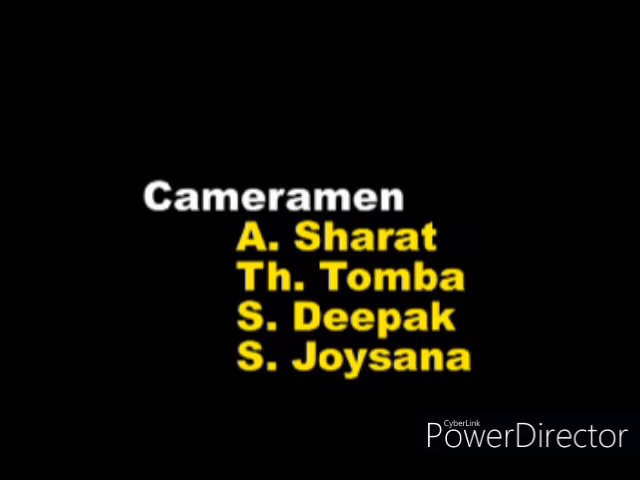 Cameramen
A. Sharat
Th. Tomba
S. Deepak
S. Joysana
CyberLink
PowerDirector